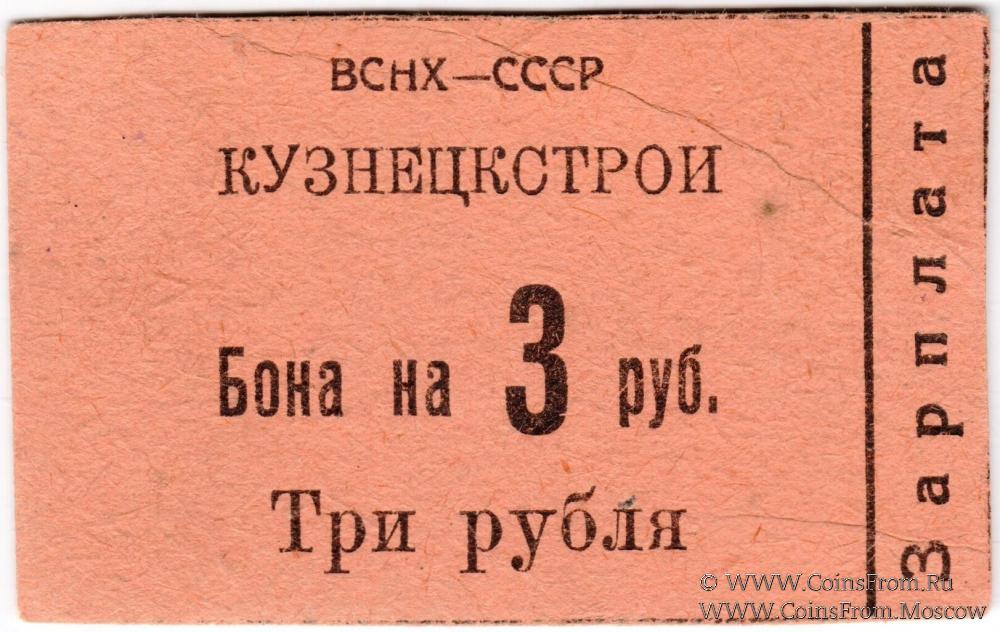 ВСНХ—СССР
КУЗНЕЦКСТРОИ
Бона на 3 руб.
Три рубля
Зарплата
© WWW.CoinsFrom.Ru
WWW.CoinsFrom.Moscow